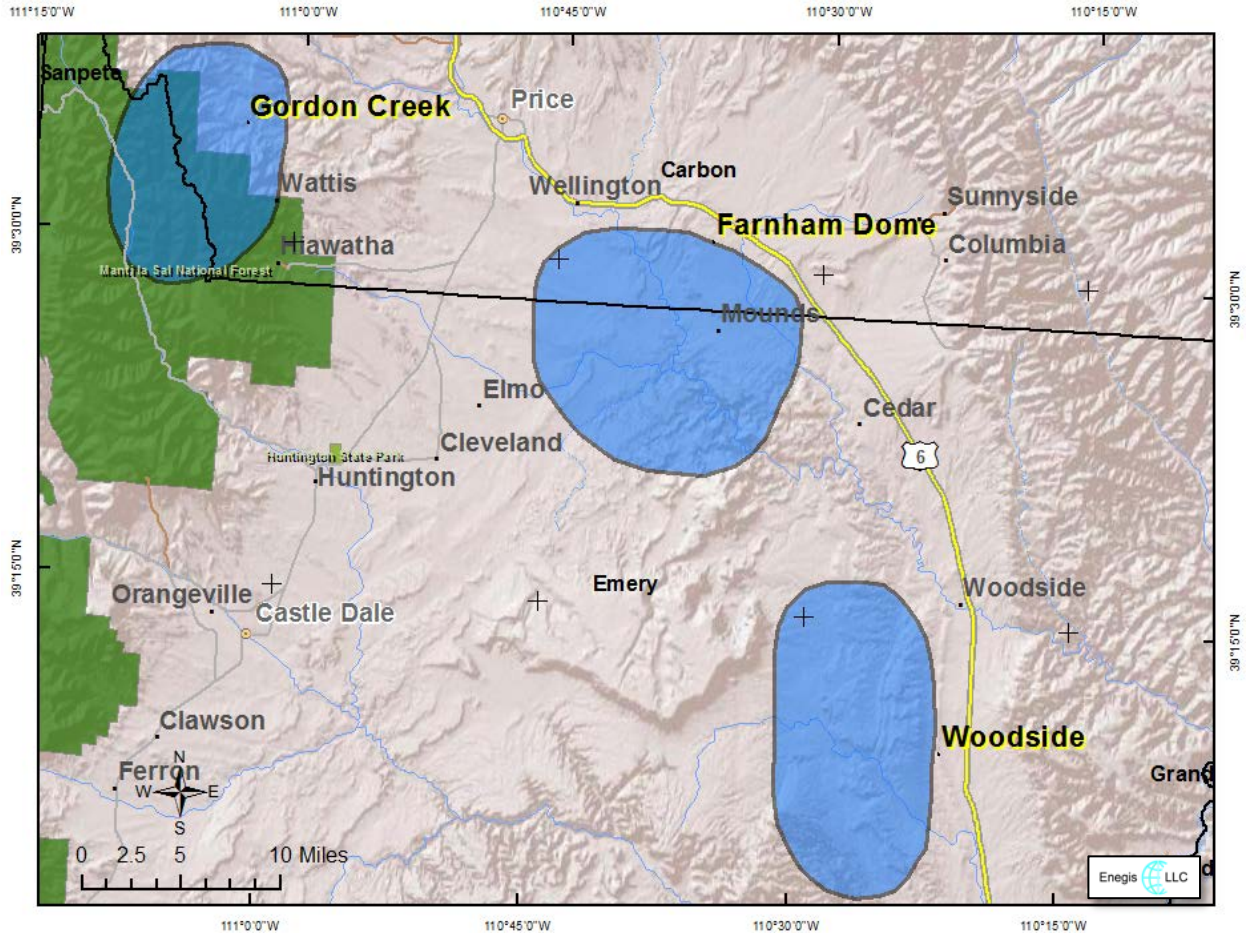 111°15'0"W
111°0'0"W
110°45'0"W
110°30'0"W
110°15'0"W
Sanpete
Gordon Creek
Price
Carbon
Wattis
Wellington
Sunnyside
39°30'0"N
Farnham Dome
Hiawatha
Columbia
Manti-la Sal National Forest
39°30'0"N
Mounds
Elmo
Cedar
Cleveland
6
Huntington State Park
Huntington
39°15'0"N
Emery
Woodside
Orangeville
Castle Dale
39°15'0"N
Clawson
Woodside
N
Ferron
W
E
Grand
S
0 2.5 5 10 Miles
Enegis LLC
d
111°0'0"W
110°45'0"W
110°30'0"W
110°15'0"W